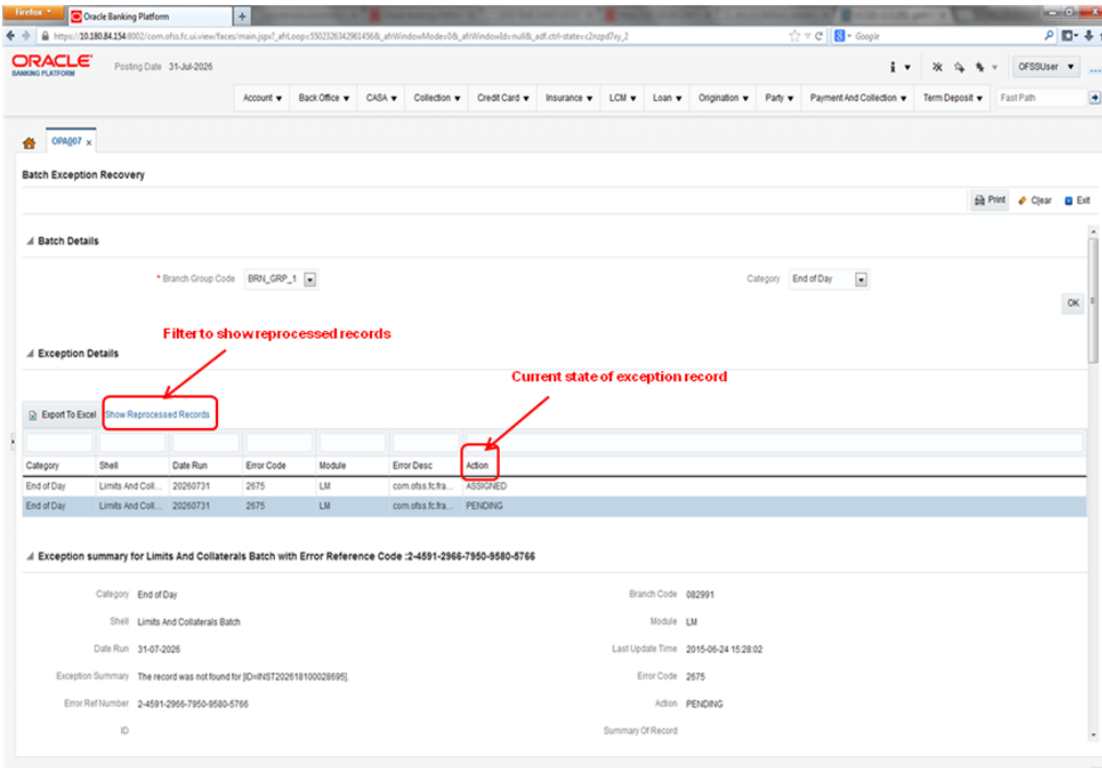 Firefox
Oracle Banking Platform
https://10.180.84.154:8002/com.ofss.fc.ui.view/faces/main.jspx?_afrLoop=5502326342961456&_afrWindowMode=0&_afrWindowId=null&_adf.ctrl-state=c2nzpd7xy_2
Google
ORACLE
BANKING PLATFORM
Posting Date 31-Jul-2026
OFSSUser
Account Back Office CASA Collection Credit Card Insurance LCM Loan Origination Party Payment And Collection Term Deposit Fast Path
OPA007 x
Batch Exception Recovery
Print Clear Exit
Batch Details
* Branch Group Code BRN_GRP_1 Category End of Day
OK
Filter to show reprocessed records
Exception Details
Current state of exception record
Export To Excel Show Reprocessed Records
Category Shell Date Run Error Code Module Error Desc Action
End of Day Limits And Coll... 20260731 2675 LM com.ofss.fc.fra... ASSIGNED
End of Day Limits And Coll... 20260731 2675 LM com.ofss.fc.fra... PENDING
Exception summary for Limits And Collaterals Batch with Error Reference Code :2-4591-2966-7950-9580-5766
Category End of Day Branch Code 082991
Shell Limits And Collaterals Batch Module LM
Date Run 31-07-2026 Last Update Time 2015-06-24 15:28:02
Exception Summary The record was not found for [ID=INST202618100028695]. Error Code 2675
Error Ref Number 2-4591-2966-7950-9580-5766 Action PENDING
ID Summary Of Record